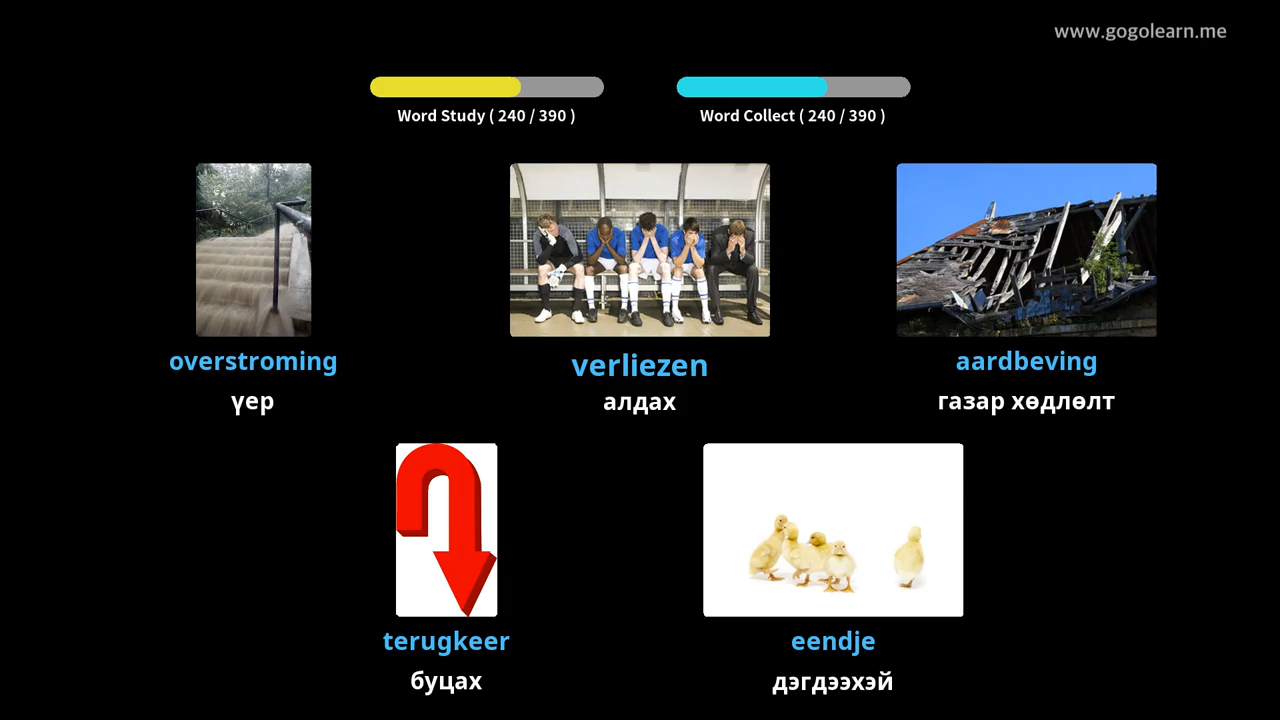 www.gogolearn.me
Word Study ( 240 / 390 )
Word Collect ( 240 / 390 )
overstroming
үер
verliezen
алдах
aardbeving
газар хөдлөлт
terugkeer
буцах
eendje
дэгдээхэй